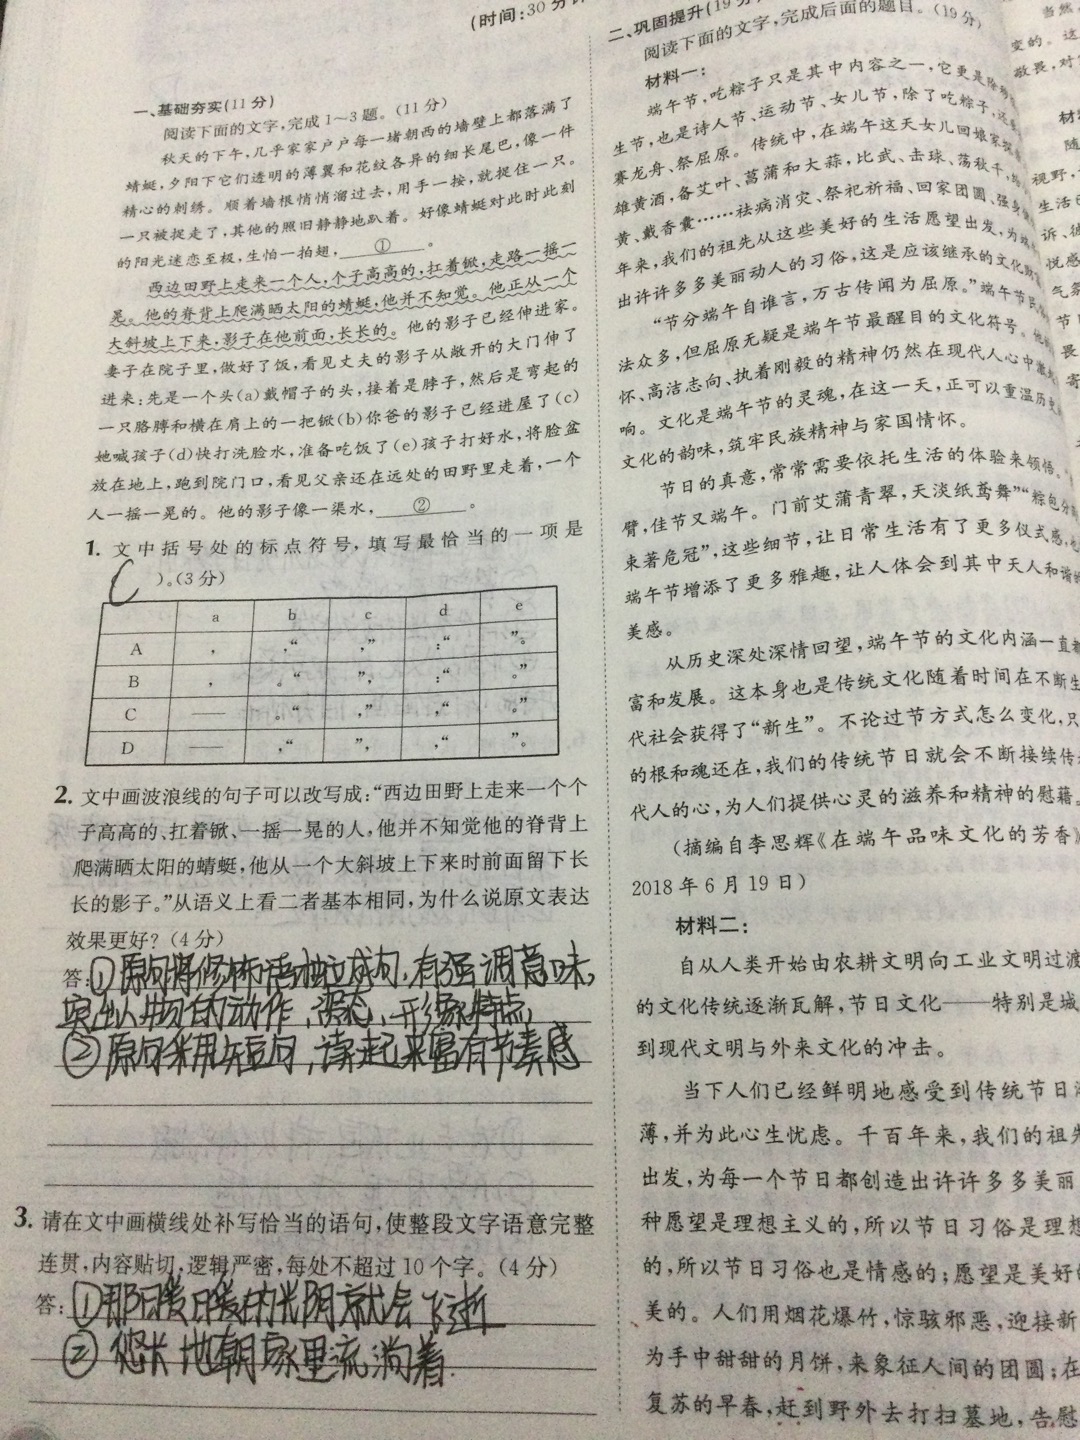 (时间:30分
一、基础夯实(11分)
阅读下面的文字,完成1～3题。(11分)
秋天的下午,几乎家家户户每一堵朝西的墙壁上都落满了
蜻蜓,夕阳下它们透明的薄翼和花纹各异的细长尾巴,像一件
精心的刺绣。顺着墙根悄悄溜过去,用手一按,就捉住一只。
一只被捉走了,其他的照旧静静地趴着。好像蜻蜓对此时此刻
的阳光迷恋至极,生怕一拍翅,①。
西边田野上走来一个人,个子高高的,扛着锨,走路一摇一
晃。他的脊背上爬满晒太阳的蜻蜓,他并不知觉。他正从一个
大斜坡上下来,影子在他前面,长长的。他的影子已经伸进家。
妻子在院子里,做好了饭,看见丈夫的影子从敞开的大门伸了
进来:先是一个头(a)戴帽子的头,接着是脖子,然后是弯起的
一只胳膊和横在肩上的一把锨(b)你爸的影子已经进屋了(c)
她喊孩子(d)快打洗脸水,准备吃饭了(e)孩子打好水,将脸盆
放在地上,跑到院门口,看见父亲还在远处的田野里走着,一个
人一摇一晃的。他的影子像一渠水,②。
1. 文中括号处的标点符号,填写最恰当的一项是
C )。(3分)
a b c d e
A , ,“ ,” :“ ”。
B , 。“ ”, :“ 。”
C —— 。“ ,” ,“ 。”
D —— ,“ ”, ,“ ”。
2. 文中画波浪线的句子可以改写成:“西边田野上走来一个个
子高高的、扛着锨、一摇一晃的人,他并不知觉他的脊背上
爬满晒太阳的蜻蜓,他从一个大斜坡上下来时前面留下长
长的影子。”从语义上看二者基本相同,为什么说原文表达
效果更好?(4分)
答:①原句将修饰语独立成句,有强调意味,
突出人物的动作,状态,形象特点,
②原句采用短句,读起来富有节奏感
3. 请在文中画横线处补写恰当的语句,使整段文字语意完整
连贯,内容贴切,逻辑严密,每处不超过10个字。(4分)
答:①那日暖日暖的光阴就会飞逝
②悠长地朝家里流淌着.
二、巩固提升(19分
阅读下面的文字,完成后面的题目。(19分)
材料一:
端午节,吃粽子只是其中内容之一,它更是
生节,也是诗人节、运动节、女儿节,除了吃粽子,还
赛龙舟、祭屈原。传统中,在端午这天女儿回娘家
雄黄酒,备艾叶、菖蒲和大蒜,比武、击球、荡秋千,
黄、戴香囊……祛病消灾、祭祀祈福、回家团圆、强身
年来,我们的祖先从这些美好的生活愿望出发,为
出许许多多美丽动人的习俗,这是应该继承的文化
“节分端午自谁言,万古传闻为屈原。”端午节
法众多,但屈原无疑是端午节最醒目的文化符号。
怀、高洁志向、执着刚毅的精神仍然在现代人心中
响。文化是端午节的灵魂,在这一天,正可以重温历史
文化的韵味,筑牢民族精神与家国情怀。
节日的真意,常常需要依托生活的体验来领悟。
臂,佳节又端午。门前艾蒲青翠,天淡纸鸢舞”“粽包分
束著危冠”,这些细节,让日常生活有了更多仪式感,也
端午节增添了更多雅趣,让人体会到其中天人和谐的
美感。
从历史深处深情回望,端午节的文化内涵一直
富和发展。这本身也是传统文化随着时间在不断生
代社会获得了“新生”。不论过节方式怎么变化,只
的根和魂还在,我们的传统节日就会不断接续传
代人的心,为人们提供心灵的滋养和精神的慰藉。
(摘编自李思辉《在端午品味文化的芳香》
2018年6月19日)
材料二:
自从人类开始由农耕文明向工业文明过渡
的文化传统逐渐瓦解,节日文化——特别是城
到现代文明与外来文化的冲击。
当下人们已经鲜明地感受到传统节日
薄,并为此心生忧虑。千百年来,我们的祖先
出发,为每一个节日都创造出许许多多美丽
种愿望是理想主义的,所以节日习俗是理想
的,所以节日习俗也是情感的;愿望是美好的
美的。人们用烟花爆竹,惊骇邪恶,迎接新
为手中甜甜的月饼,来象征人间的团圆;在
复苏的早春,赶到野外去打扫墓地,告慰
当然
变的。这
敬畏,对
材
随
视野,
生活已
诉、彼
悦感
气氛
节
畏
寄